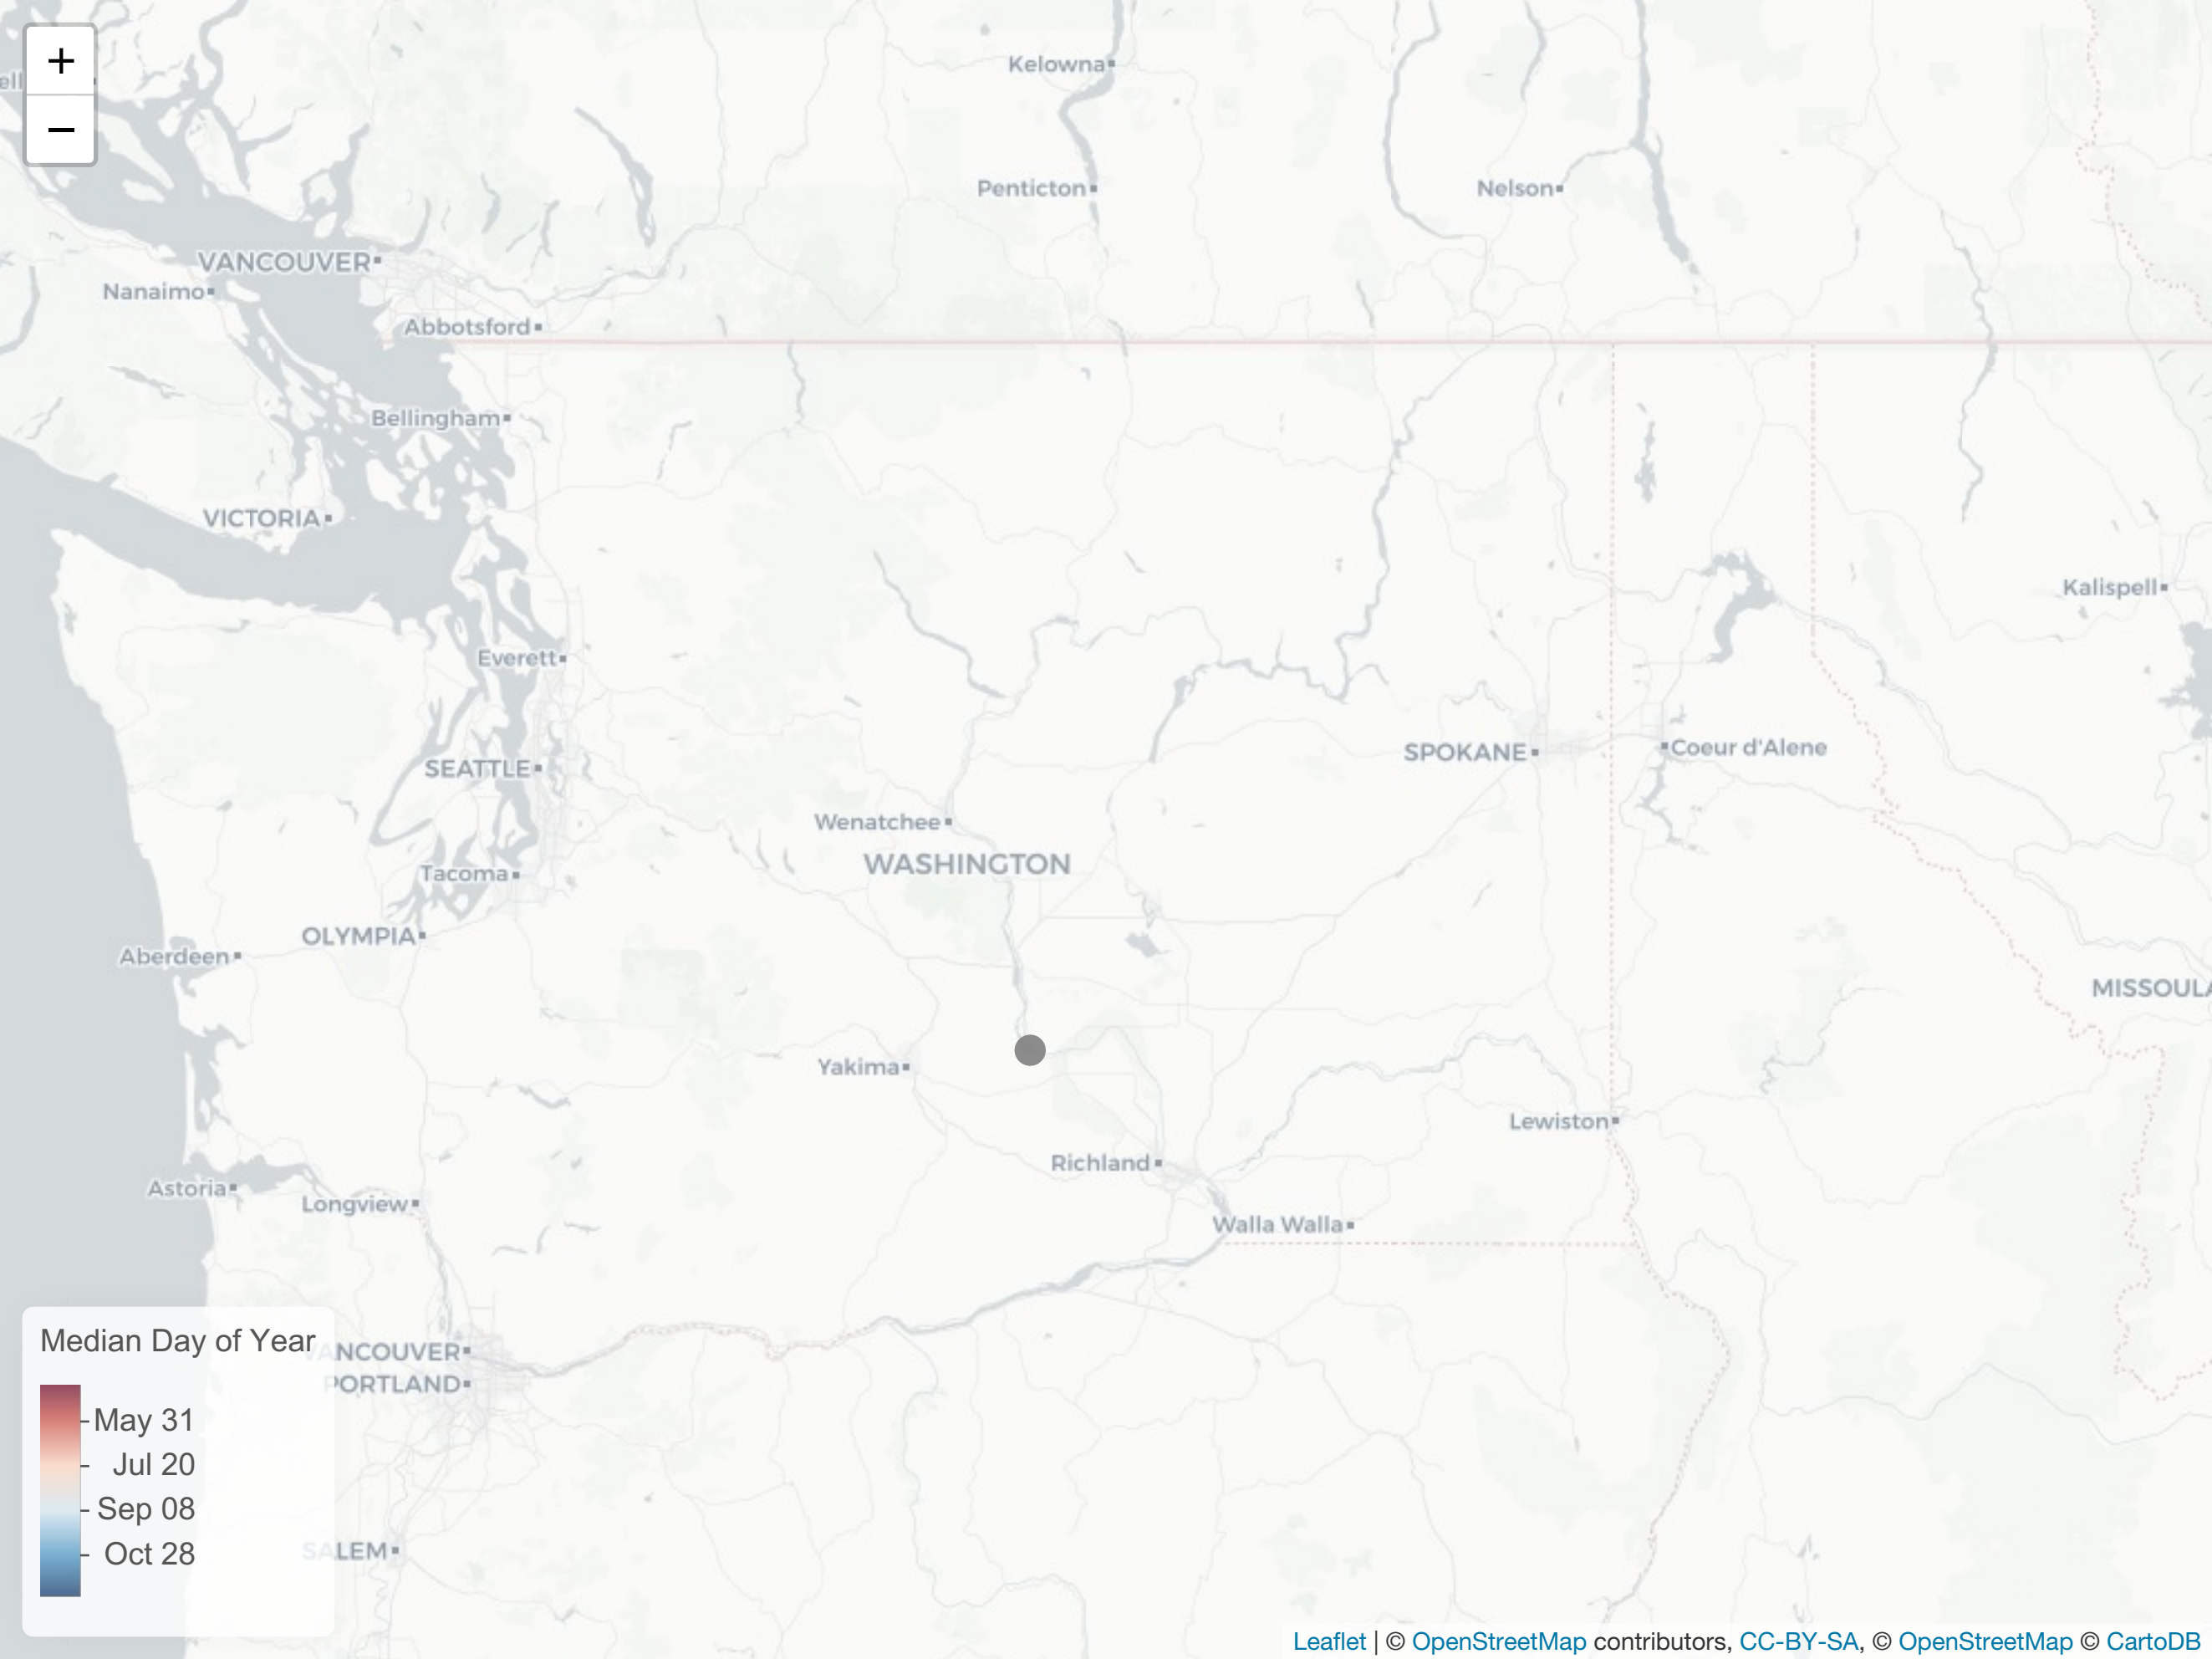 +
−
ell
Kelowna
Penticton
Nelson
VANCOUVER
Nanaimo
Abbotsford
Bellingham
VICTORIA
Kalispell
Everett
SPOKANE
Coeur d'Alene
SEATTLE
Wenatchee
WASHINGTON
Tacoma
OLYMPIA
Aberdeen
MISSOULA
Yakima
Lewiston
Richland
Astoria
Longview
Walla Walla
Median Day of Year
VANCOUVER
PORTLAND
May 31
Jul 20
Sep 08
Oct 28
SALEM
Leaflet | © OpenStreetMap contributors, CC-BY-SA, © OpenStreetMap © CartoDB